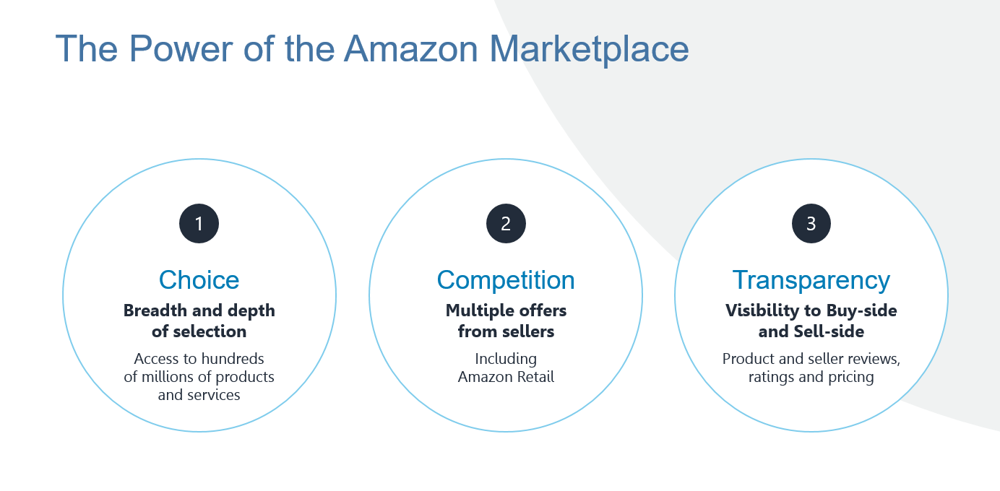 The Power of the Amazon Marketplace
1
Choice
Breadth and depth
of selection
Access to hundreds
of millions of products
and services
2
Competition
Multiple offers
from sellers
Including
Amazon Retail
3
Transparency
Visibility to Buy-side
and Sell-side
Product and seller reviews,
ratings and pricing